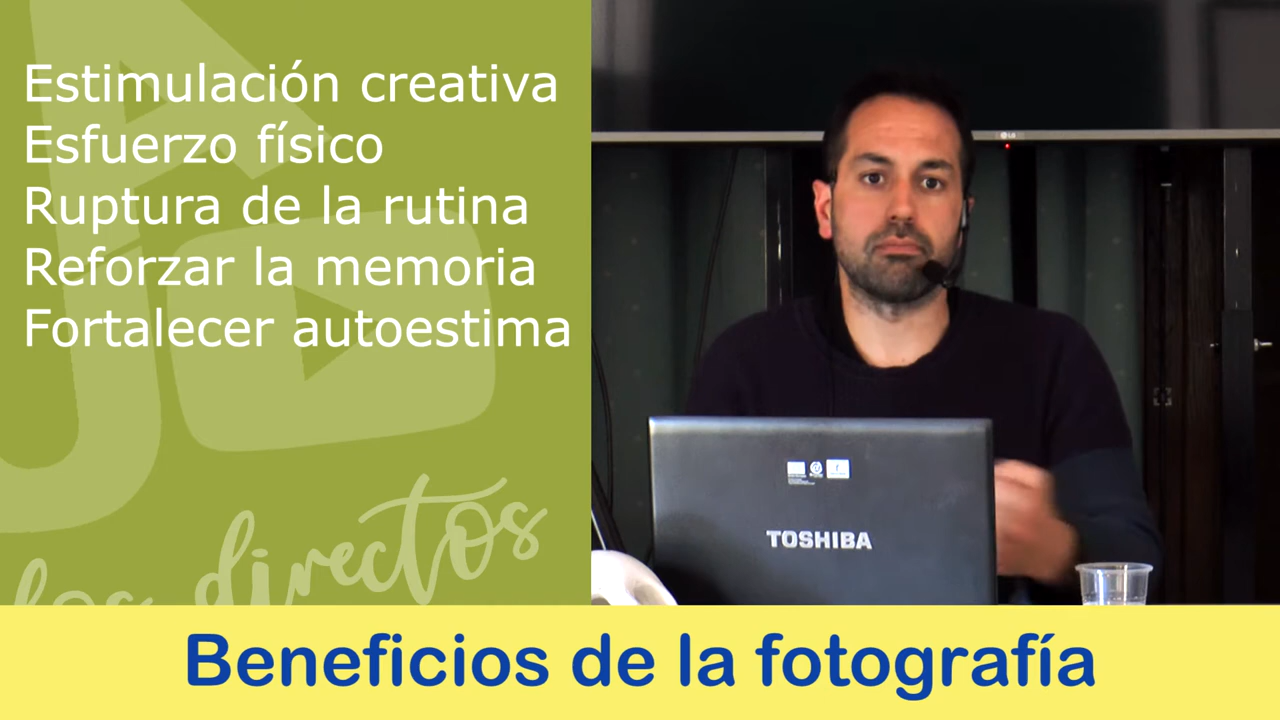 Estimulación creativa
Esfuerzo físico
Ruptura de la rutina
Reforzar la memoria
Fortalecer autoestima
los directos
LG
TOSHIBA
Beneficios de la fotografía